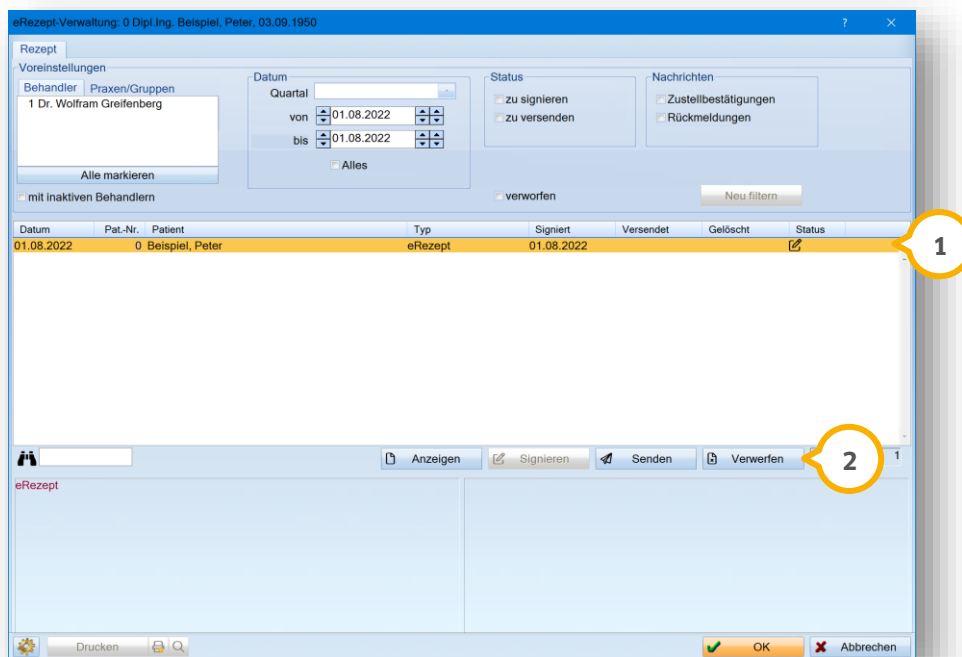 eRezept-Verwaltung: 0 Dipl.Ing. Beispiel, Peter, 03.09.1950 ?
Rezept
Voreinstellungen
Behandler Praxen/Gruppen
1 Dr. Wolfram Greifenberg
Alle markieren
mit inaktiven Behandlern
Datum
Quartal
von 01.08.2022
bis 01.08.2022
Alles
Status
zu signieren
zu versenden
verworfen
Nachrichten
Zustellbestätigungen
Rückmeldungen
Neu filtern
Datum Pat.-Nr. Patient Typ Signiert Versendet Gelöscht Status
01.08.2022 0 Beispiel, Peter eRezept 01.08.2022
1
Anzeigen Signieren Senden Verwerfen 2 1
eRezept
Drucken OK Abbrechen